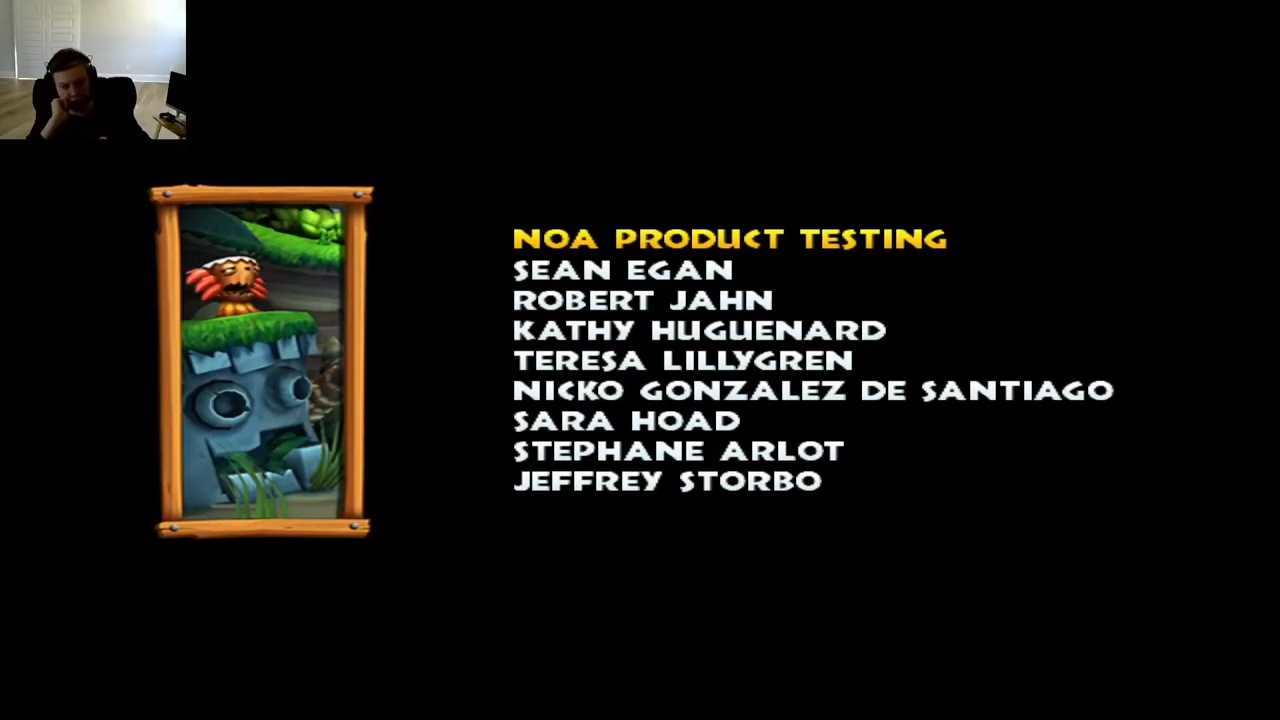 NOA PRODUCT TESTING
SEAN EGAN
ROBERT JAHN
KATHY HUGUENARD
TERESA LILLYGREN
NICKO GONZALEZ DE SANTIAGO
SARA HOAD
STEPHANE ARLOT
JEFFREY STORBO